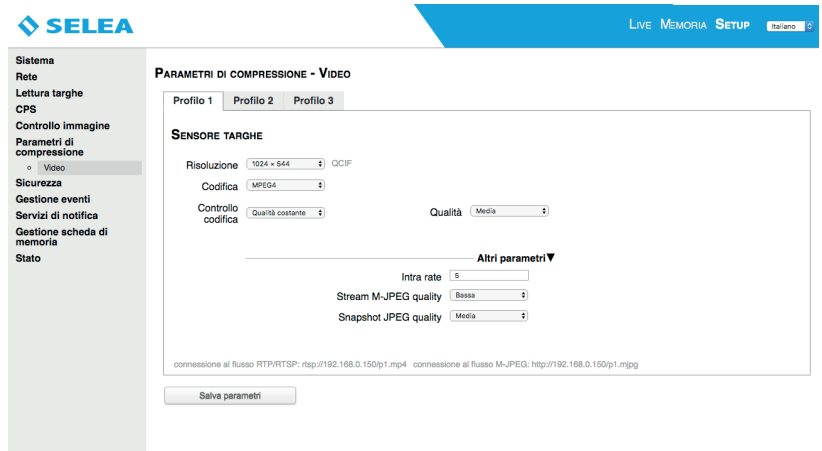 SELEA
LIVE MEMORIA SETUP Italiano
Sistema
Rete
Lettura targhe
CPS
Controllo immagine
Parametri di
compressione
Video
Sicurezza
Gestione eventi
Servizi di notifica
Gestione scheda di
memoria
Stato
PARAMETRI DI COMPRESSIONE - VIDEO
Profilo 1 Profilo 2 Profilo 3
SENSORE TARGHE
Risoluzione 1024 × 544 QCIF
Codifica MPEG4
Controllo
codifica Qualità costante Qualità Media
Altri parametri▼
Intra rate 5
Stream M-JPEG quality Bassa
Snapshot JPEG quality Media
connessione al flusso RTP/RTSP: rtsp://192.168.0.150/p1.mp4 connessione al flusso M-JPEG: http://192.168.0.150/p1.mjpg
Salva parametri